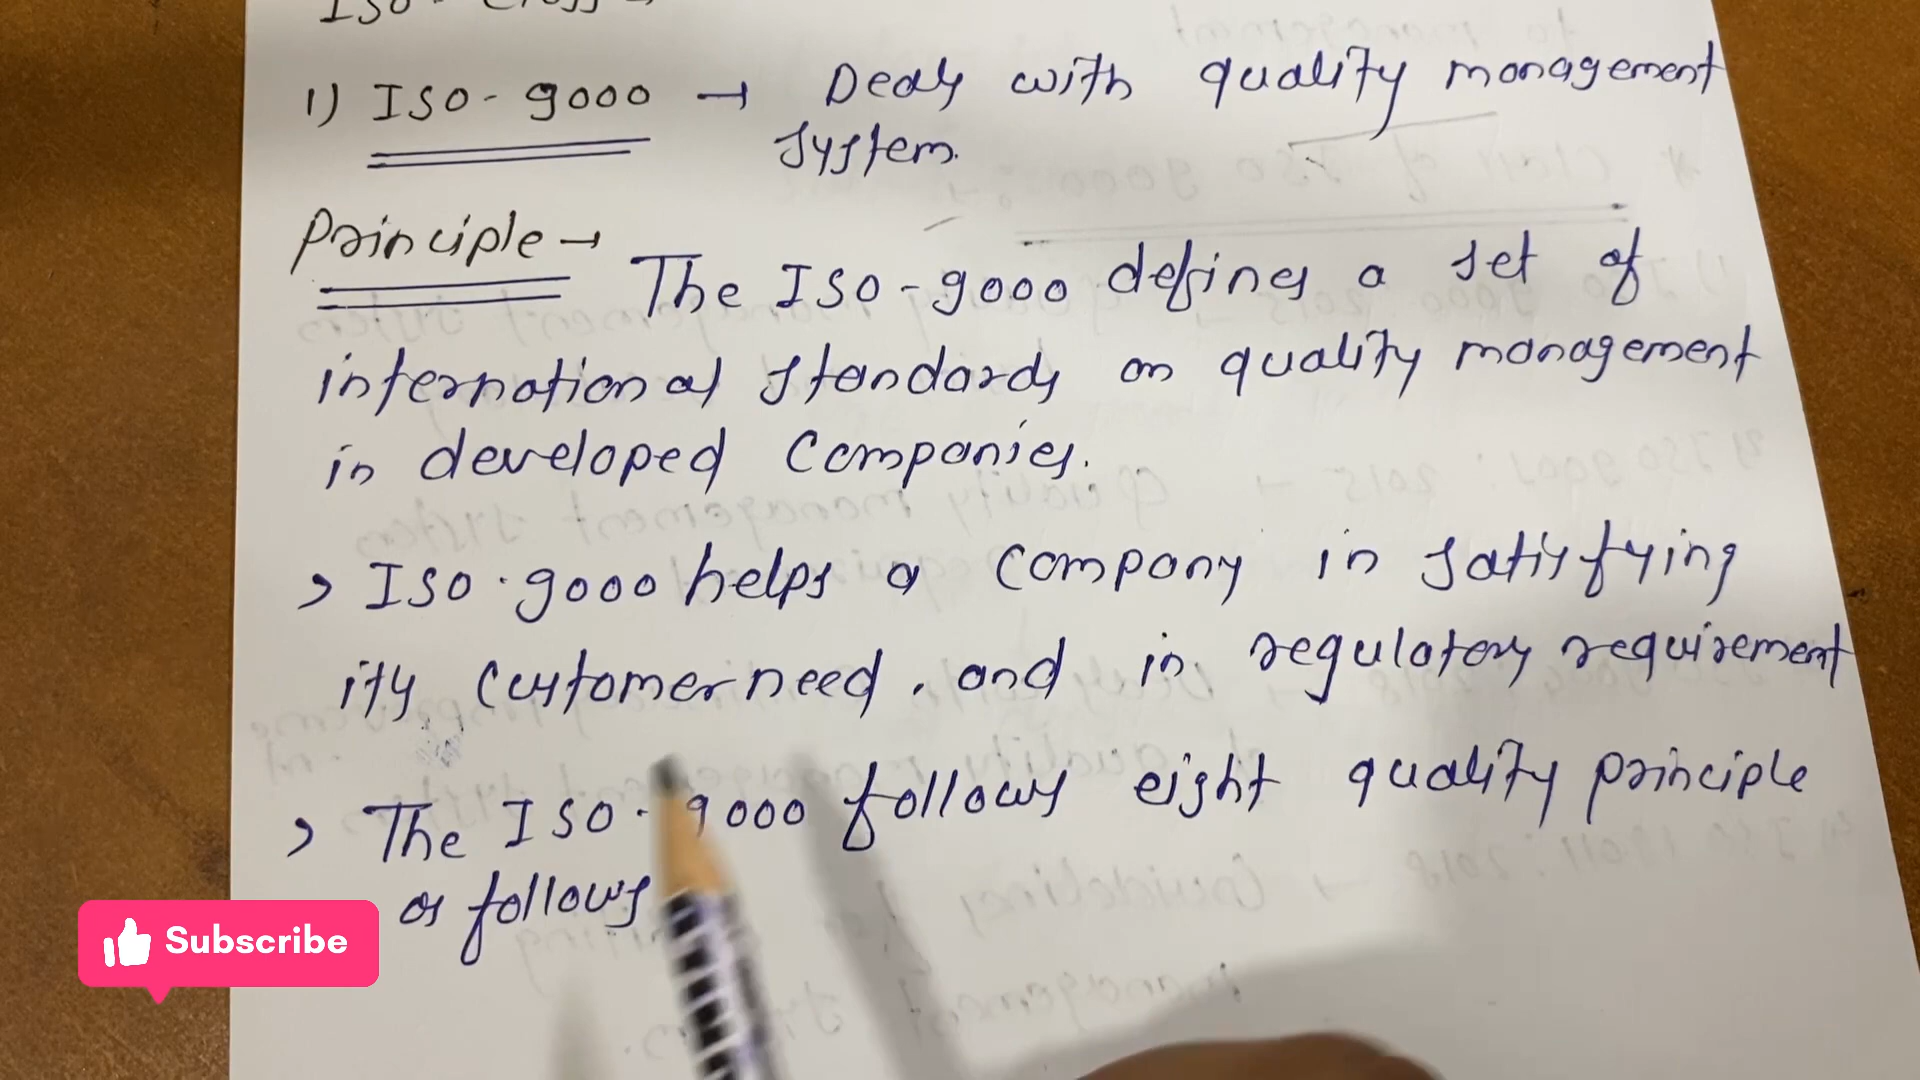 1) ISO-9000 → Deals with quality management
system.
Principle →
The ISO-9000 defines a set of
international standards on quality management
in developed companies.
> ISO-9000 helps a company in satisfying
its customer need, and in regulatory requirement
> The ISO-9000 follows eight quality principle
as follows
Subscribe